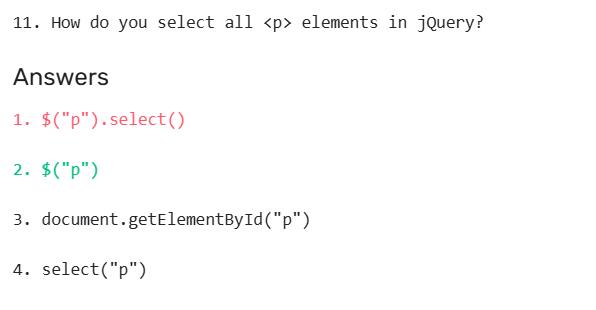 11. How do you select all <p> elements in jQuery?
Answers
1. $("p").select()
2. $("p")
3. document.getElementById("p")
4. select("p")